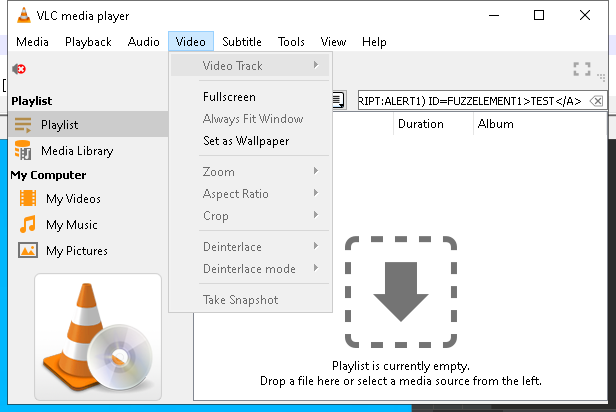 VLC media player
Media Playback Audio Video Subtitle Tools View Help
Video Track
Fullscreen
Always Fit Window
Set as Wallpaper
Zoom
Aspect Ratio
Crop
Deinterlace
Deinterlace mode
Take Snapshot
Playlist
Playlist
Media Library
My Computer
My Videos
My Music
My Pictures
RIPT:ALERT1) ID=FUZZELEMENT1>TEST</A>
Duration Album
Playlist is currently empty.
Drop a file here or select a media source from the left.